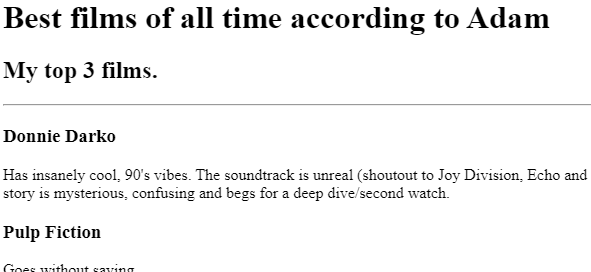 Best films of all time according to Adam
My top 3 films.
Donnie Darko
Has insanely cool, 90's vibes. The soundtrack is unreal (shoutout to Joy Division, Echo and
story is mysterious, confusing and begs for a deep dive/second watch.
Pulp Fiction
Goes without saying